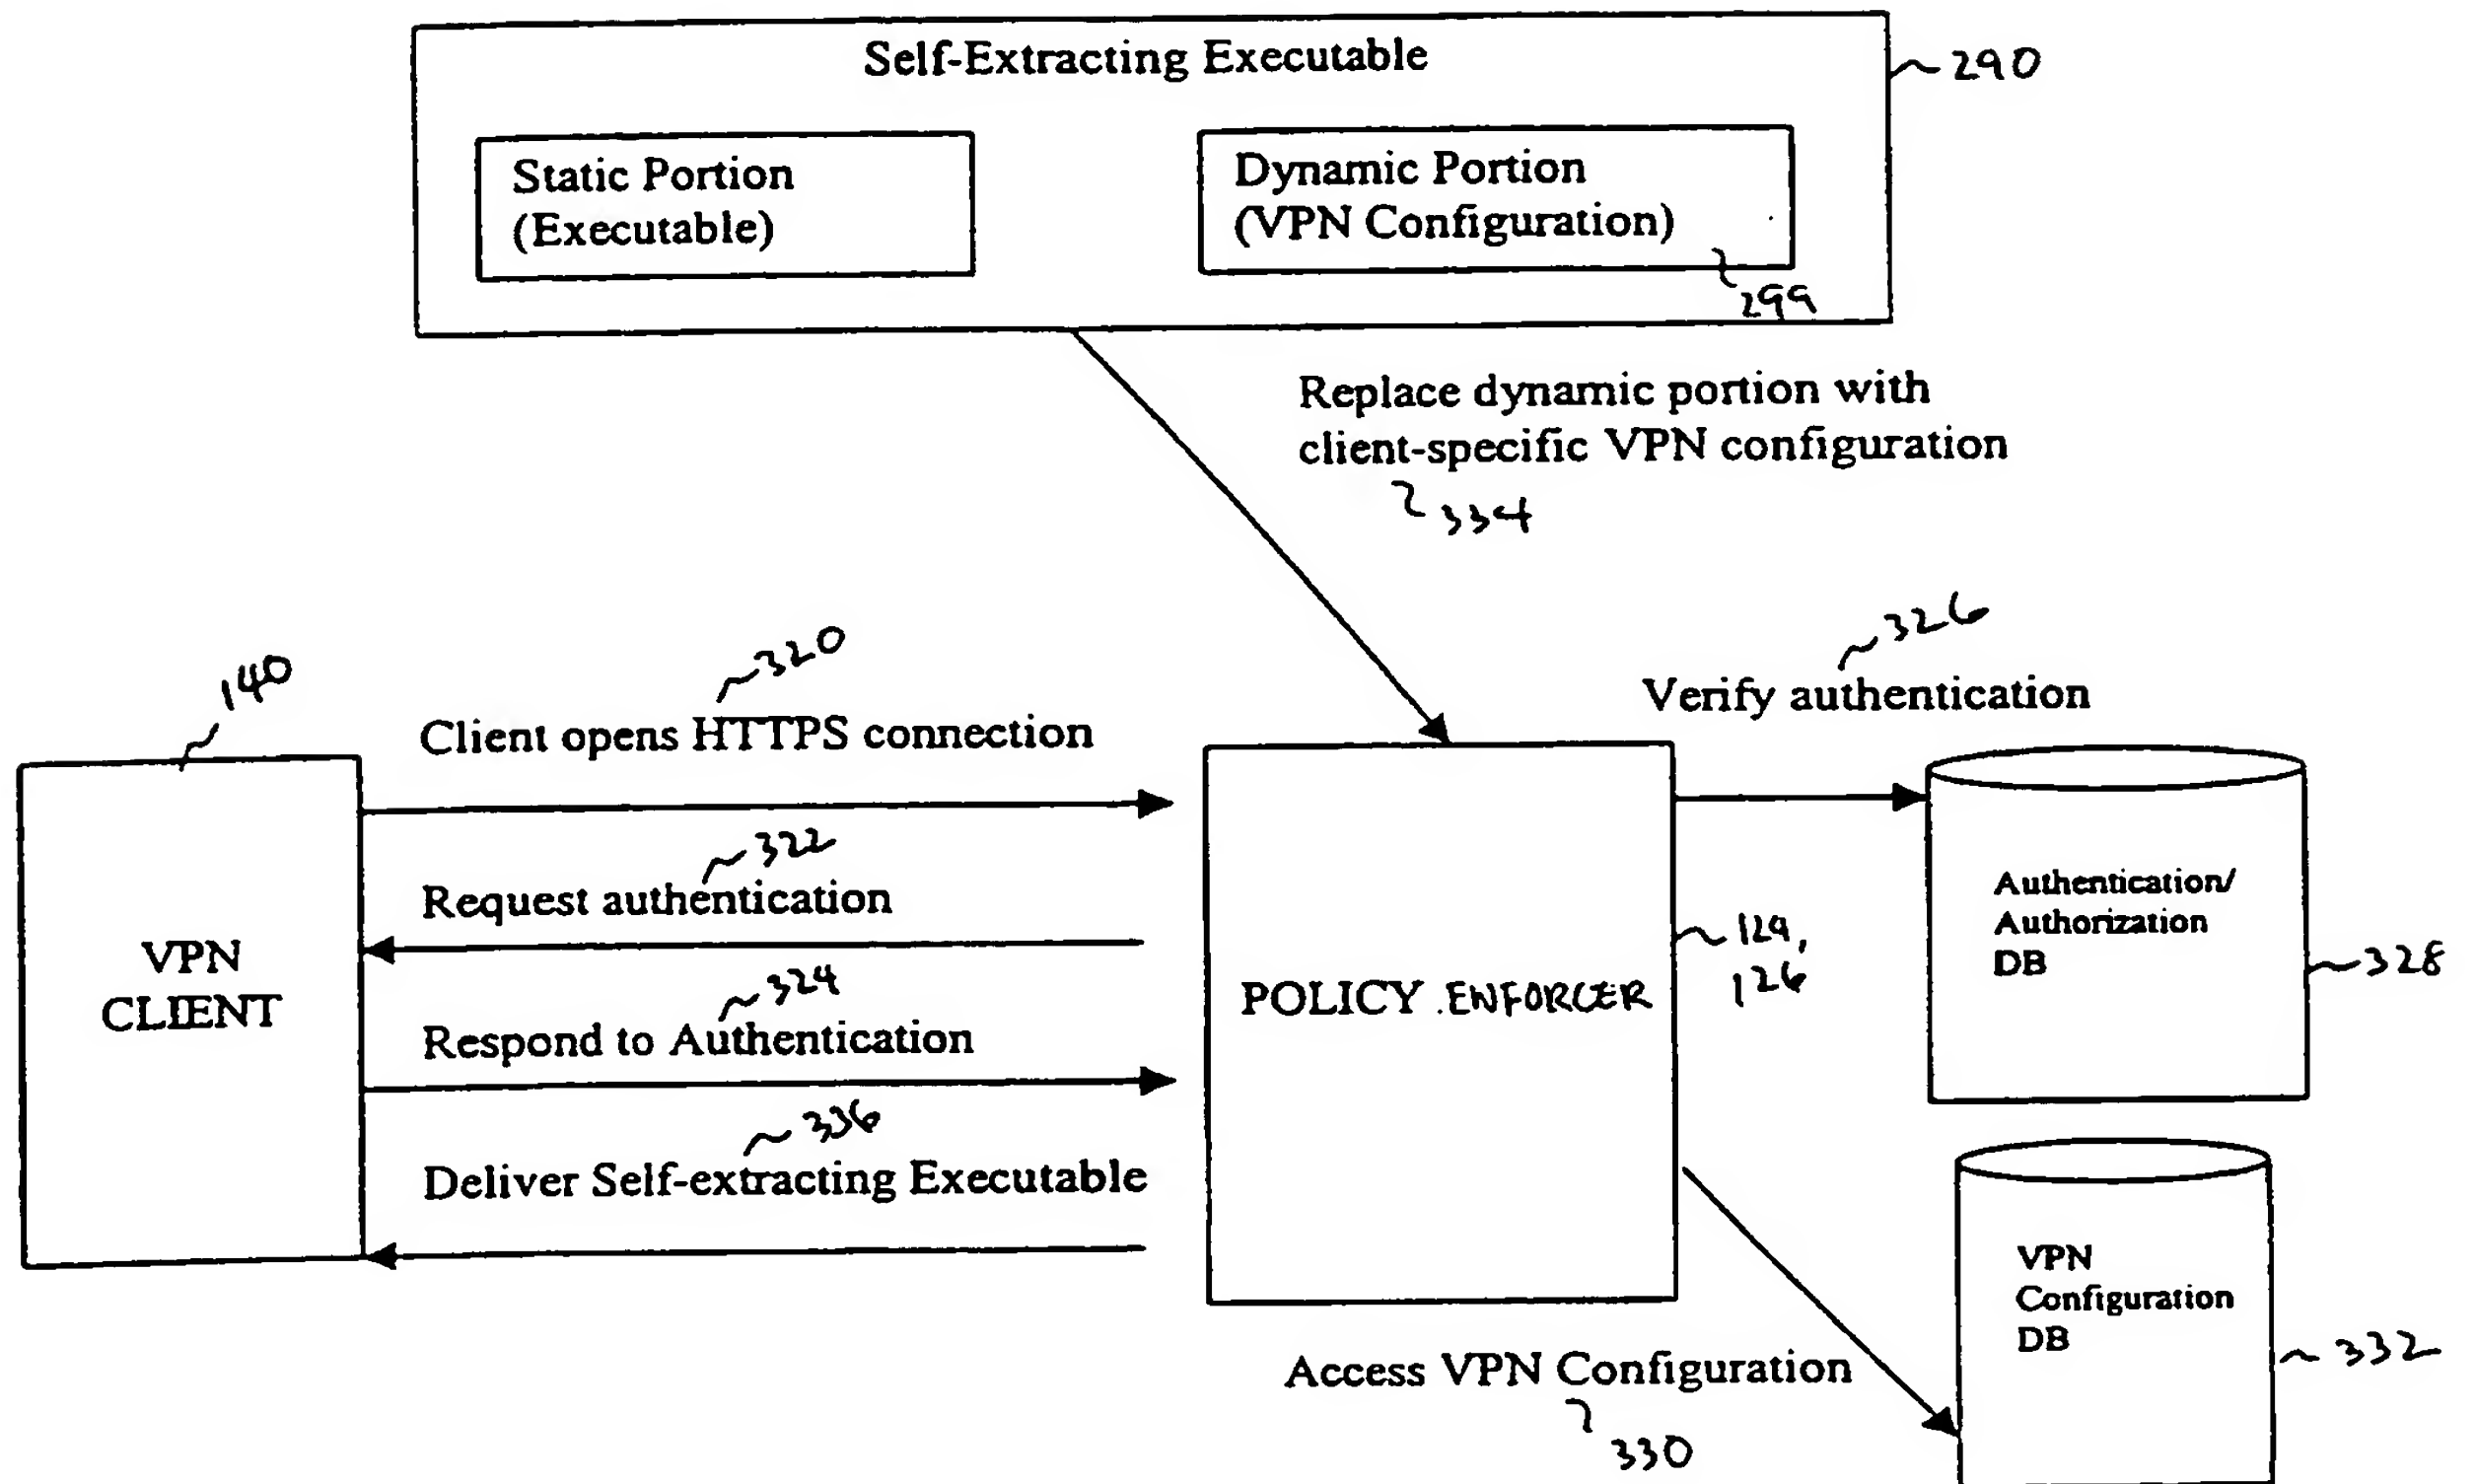 Self-Extracting Executable
290
Static Portion
(Executable)
Dynamic Portion
(VPN Configuration)
299
Replace dynamic portion with
client-specific VPN configuration
334
326
Verify authentication
140
320
Client opens HTTPS connection
322
Request authentication
324
Respond to Authentication
336
Deliver Self-extracting Executable
VPN
CLIENT
POLICY ENFORCER
124,
126
Authentication/
Authorization
DB
328
VPN
Configuration
DB
332
Access VPN Configuration
330